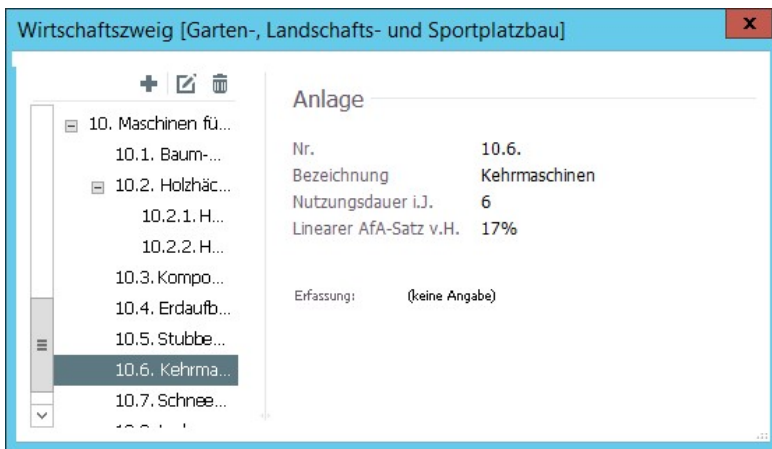 Wirtschaftszweig [Garten-, Landschafts- und Sportplatzbau]
x
10. Maschinen fü...
10.1. Baum-...
10.2. Holzhäc...
10.2.1. H...
10.2.2. H...
10.3. Kompo...
10.4. Erdaufb...
10.5. Stubbe...
10.6. Kehrma...
10.7. Schnee...
Anlage
Nr. 10.6.
Bezeichnung Kehrmaschinen
Nutzungsdauer i.J. 6
Linearer AfA-Satz v.H. 17%
Erfassung: (keine Angabe)